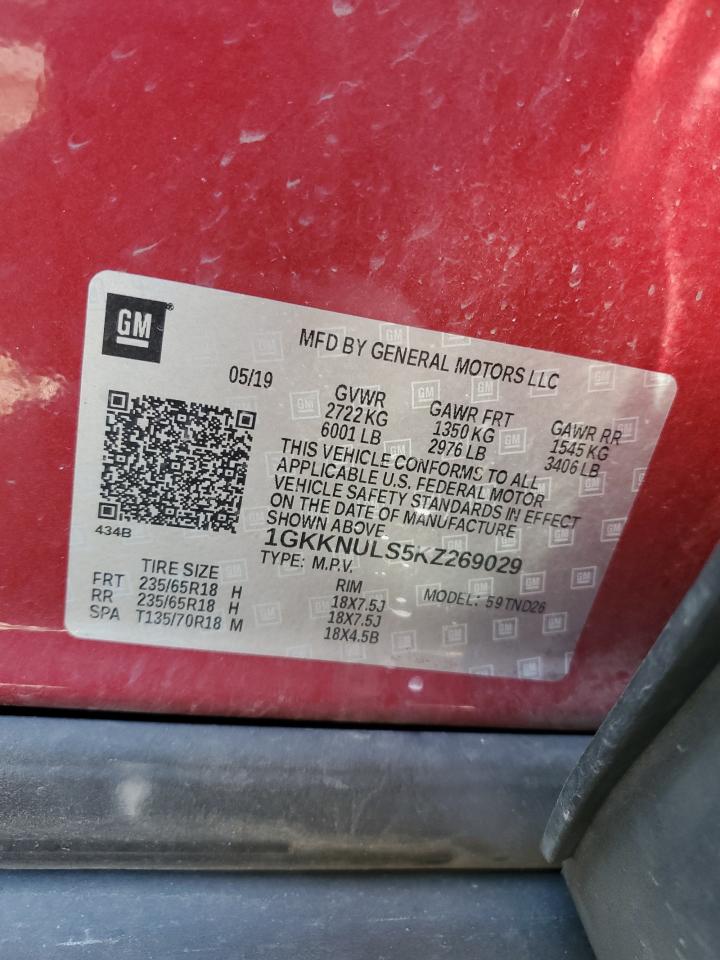 GM
MFD BY GENERAL MOTORS LLC
05/19
GVWR GAWR FRT GAWR RR
2722 KG 1350 KG 1545 KG
6001 LB 2976 LB 3406 LB
THIS VEHICLE CONFORMS TO ALL
APPLICABLE U.S. FEDERAL MOTOR
VEHICLE SAFETY STANDARDS IN EFFECT
ON THE DATE OF MANUFACTURE
SHOWN ABOVE
434B
1GKKNULS5KZ269029
TYPE: M.P.V. MODEL: 59TND26
TIRE SIZE RIM
FRT 235/65R18 H 18X7.5J
RR 235/65R18 H 18X7.5J
SPA T135/70R18 M 18X4.5B